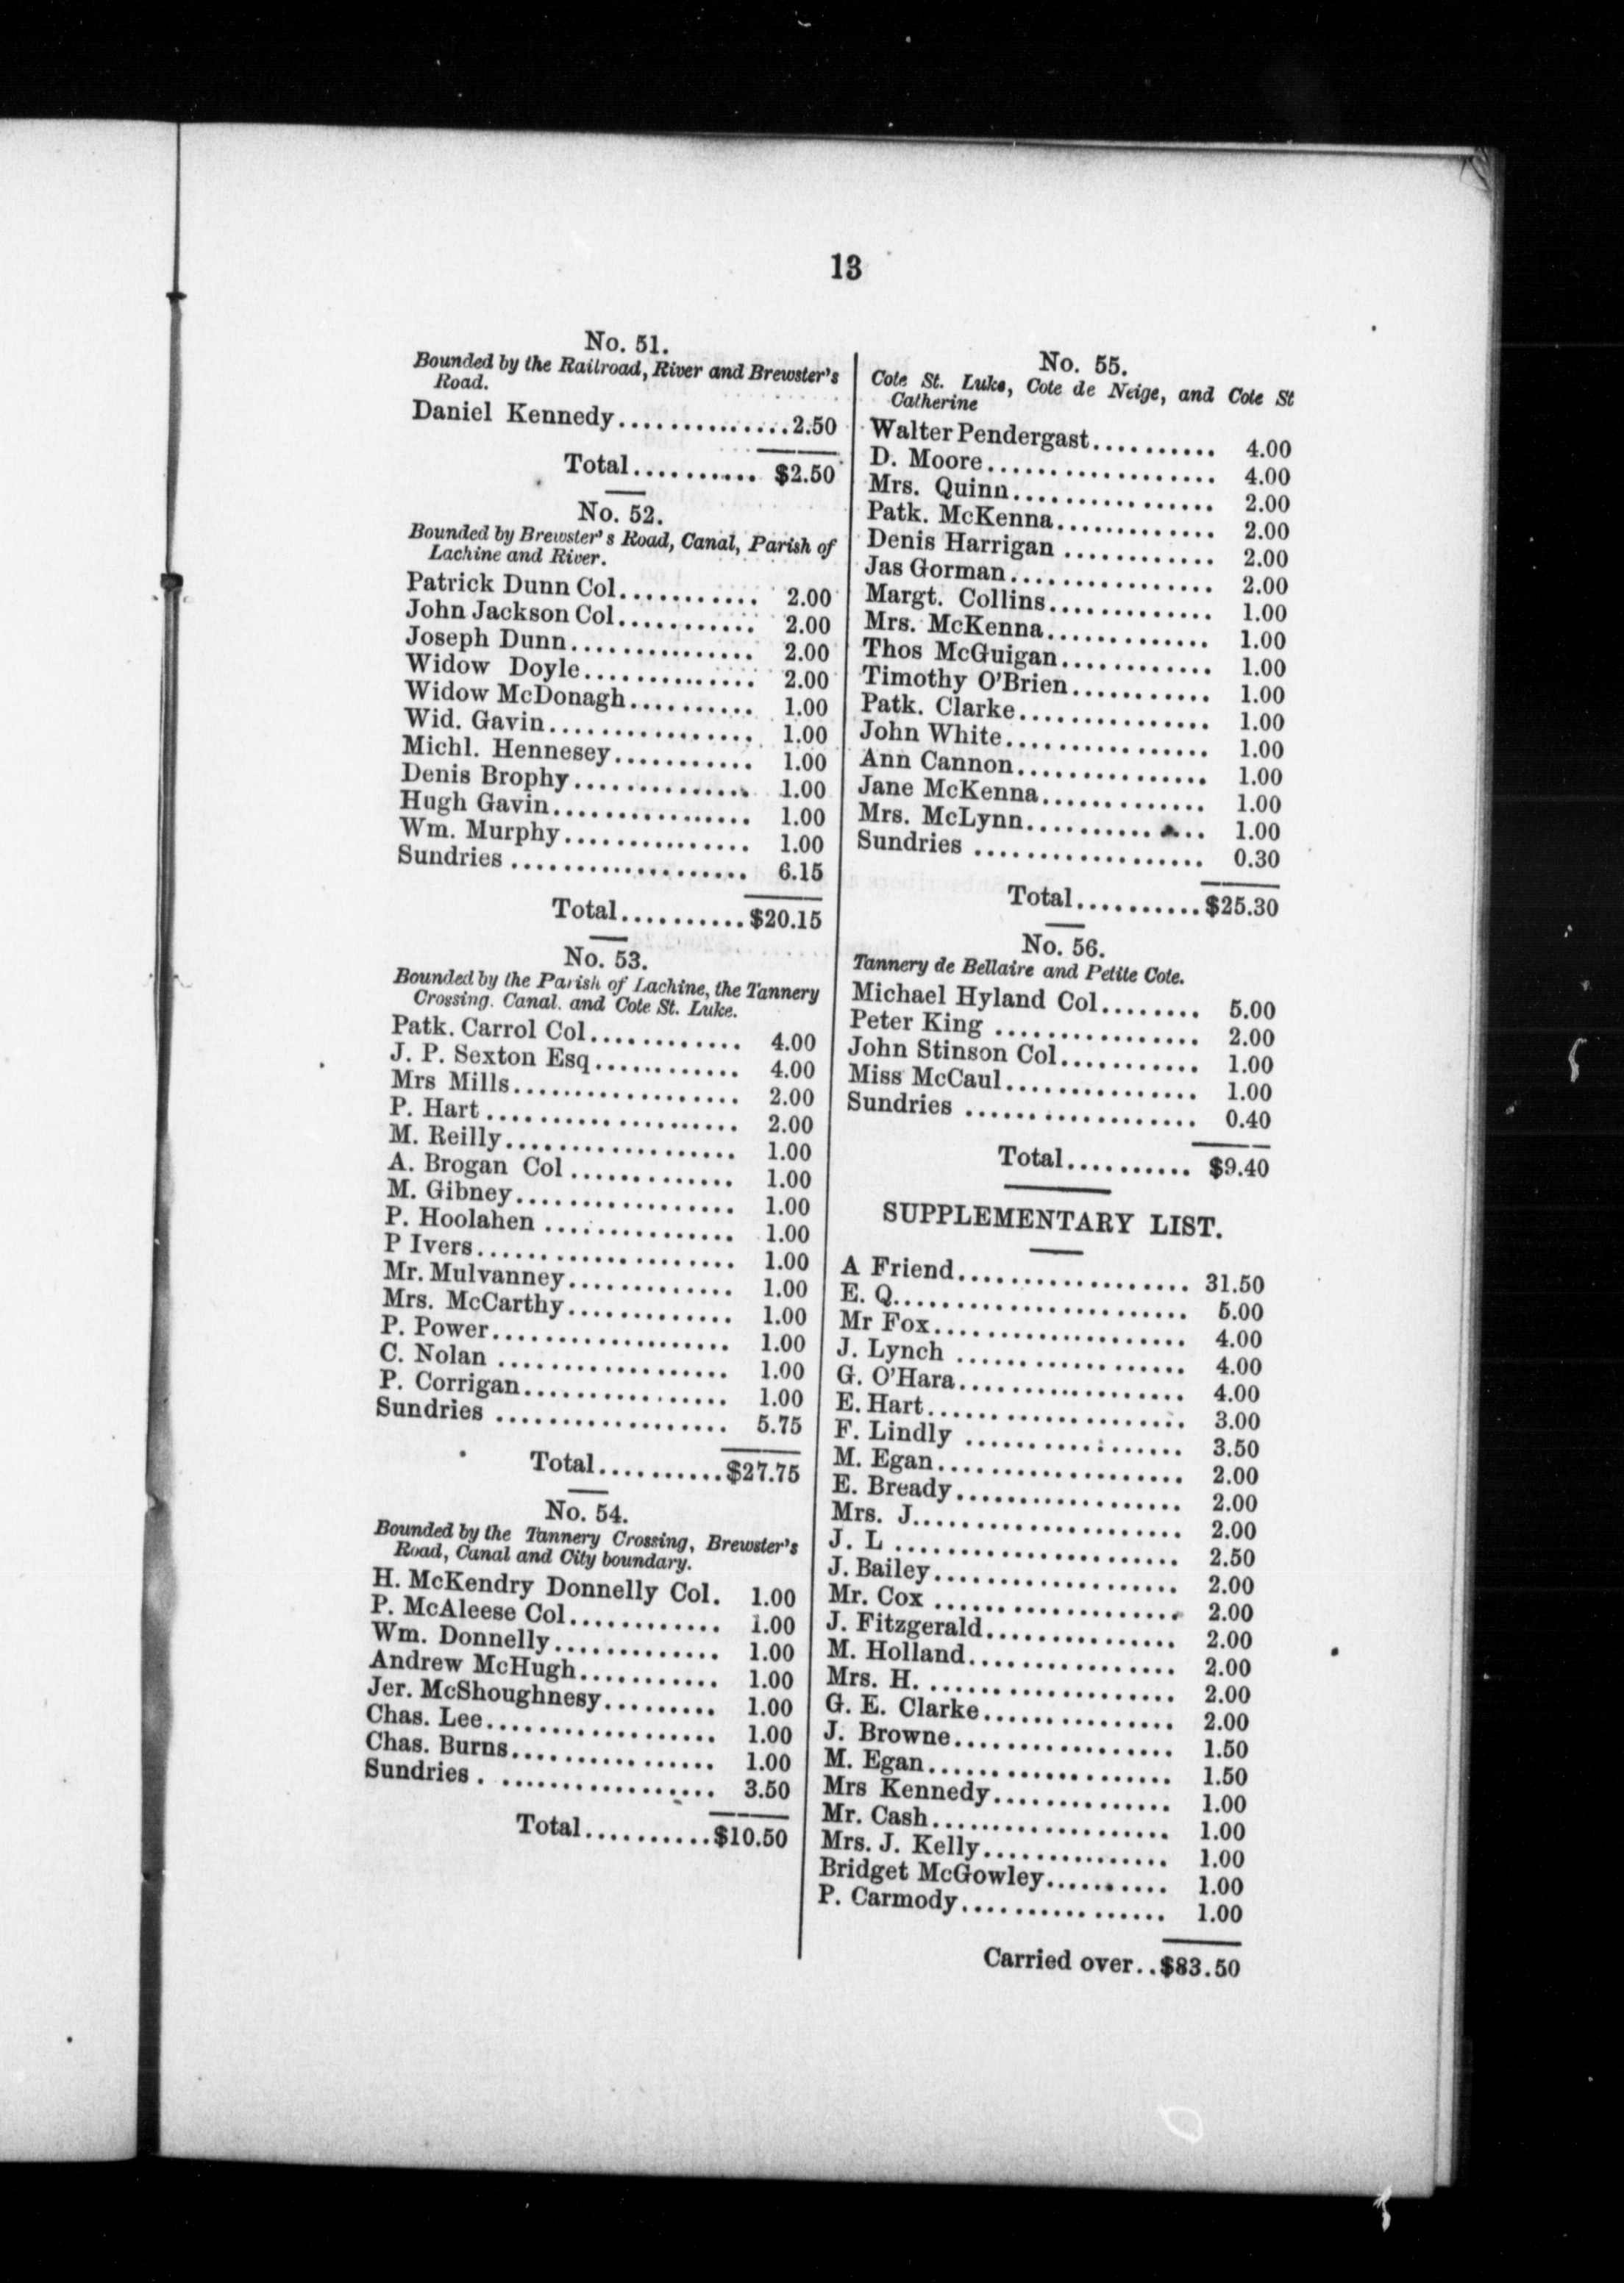 13
No. 51.
Bounded by the Railroad, River and Brewster's
Road.
Daniel Kennedy..............2.50
Total.......... $2.50
No. 52.
Bounded by Brewster's Road, Canal, Parish of
Lachine and River.
Patrick Dunn Col........... 2.00
John Jackson Col........... 2.00
Joseph Dunn.............. 2.00
Widow Doyle............. 2.00
Widow McDonagh.......... 1.00
Wid. Gavin................ 1.00
Michl. Hennesey........... 1.00
Denis Brophy.............. 1.00
Hugh Gavin................ 1.00
Wm. Murphy.............. 1.00
Sundries .................. 6.15
Total..........$20.15
No. 53.
Bounded by the Parish of Lachine, the Tannery
Crossing. Canal. and Cote St. Luke.
Patk. Carrol Col............ 4.00
J. P. Sexton Esq............ 4.00
Mrs Mills.................. 2.00
P. Hart .................... 2.00
M. Reilly.................. 1.00
A. Brogan Col ............. 1.00
M. Gibney................. 1.00
P. Hoolahen ............... 1.00
P Ivers.................... 1.00
Mr. Mulvanney............. 1.00
Mrs. McCarthy............. 1.00
P. Power................... 1.00
C. Nolan .................. 1.00
P. Corrigan................ 1.00
Sundries .................. 5.75
Total..........$27.75
No. 54.
Bounded by the Tannery Crossing, Brewster's
Road, Canal and City boundary.
H. McKendry Donnelly Col. 1.00
P. McAleese Col............ 1.00
Wm. Donnelly............. 1.00
Andrew McHugh........... 1.00
Jer. McShoughnesy......... 1.00
Chas. Lee.................. 1.00
Chas. Burns................ 1.00
Sundries . ................. 3.50
Total..........$10.50
No. 55.
Cote St. Luke, Cote de Neige, and Cote St
Catherine
Walter Pendergast........... 4.00
D. Moore.................. 4.00
Mrs. Quinn................ 2.00
Patk. McKenna............. 2.00
Denis Harrigan ............ 2.00
Jas Gorman................ 2.00
Margt. Collins............. 1.00
Mrs. McKenna............. 1.00
Thos McGuigan............ 1.00
Timothy O'Brien........... 1.00
Patk. Clarke............... 1.00
John White................ 1.00
Ann Cannon............... 1.00
Jane McKenna............. 1.00
Mrs. McLynn.............. 1.00
Sundries .................. 0.30
Total..........$25.30
No. 56.
Tannery de Bellaire and Petite Cote.
Michael Hyland Col........ 5.00
Peter King ................ 2.00
John Stinson Col........... 1.00
Miss McCaul............... 1.00
Sundries .................. 0.40
Total.......... $9.40
SUPPLEMENTARY LIST.
A Friend.................. 31.50
E. Q....................... 5.00
Mr Fox.................... 4.00
J. Lynch .................. 4.00
G. O'Hara.................. 4.00
E. Hart.................... 3.00
F. Lindly ................. 3.50
M. Egan................... 2.00
E. Bready.................. 2.00
Mrs. J..................... 2.00
J. L ...................... 2.50
J. Bailey................... 2.00
Mr. Cox ................... 2.00
J. Fitzgerald............... 2.00
M. Holland................ 2.00
Mrs. H. ................... 2.00
G. E. Clarke............... 2.00
J. Browne................. 1.50
M. Egan................... 1.50
Mrs Kennedy.............. 1.00
Mr. Cash.................. 1.00
Mrs. J. Kelly............... 1.00
Bridget McGowley.......... 1.00
P. Carmody................ 1.00
Carried over..$83.50